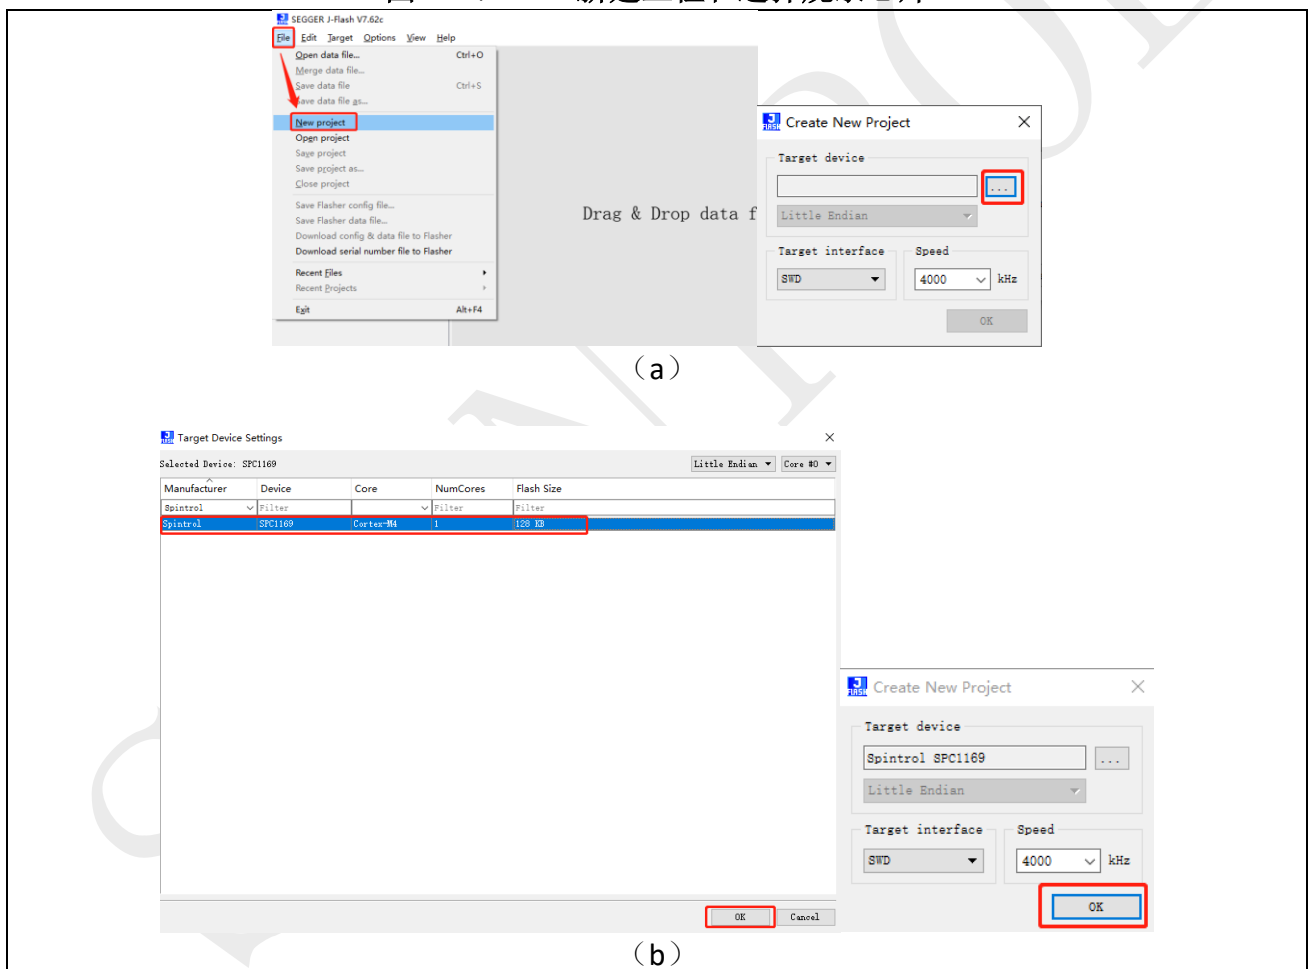 SEGGER J-Flash V7.62c
File Edit Target Options View Help
Open data file... Ctrl+O
Merge data file...
Save data file Ctrl+S
Save data file as...
New project
Open project
Save project
Save project as...
Close project
Save Flasher config file...
Save Flasher data file...
Download config & data file to Flasher
Download serial number file to Flasher
Recent Files
Recent Projects
Exit Alt+F4
Drag & Drop data f
Create New Project
Target device
...
Little Endian
Target interface Speed
SWD 4000 kHz
OK
（a）
Target Device Settings
Selected Device: SPC1169 Little Endian Core #0
Manufacturer Device Core NumCores Flash Size
Spintrol Filter Filter Filter
Spintrol SPC1169 Cortex-M4 1 128 KB
OK Cancel
Create New Project
Target device
Spintrol SPC1169 ...
Little Endian
Target interface Speed
SWD 4000 kHz
OK
（b）